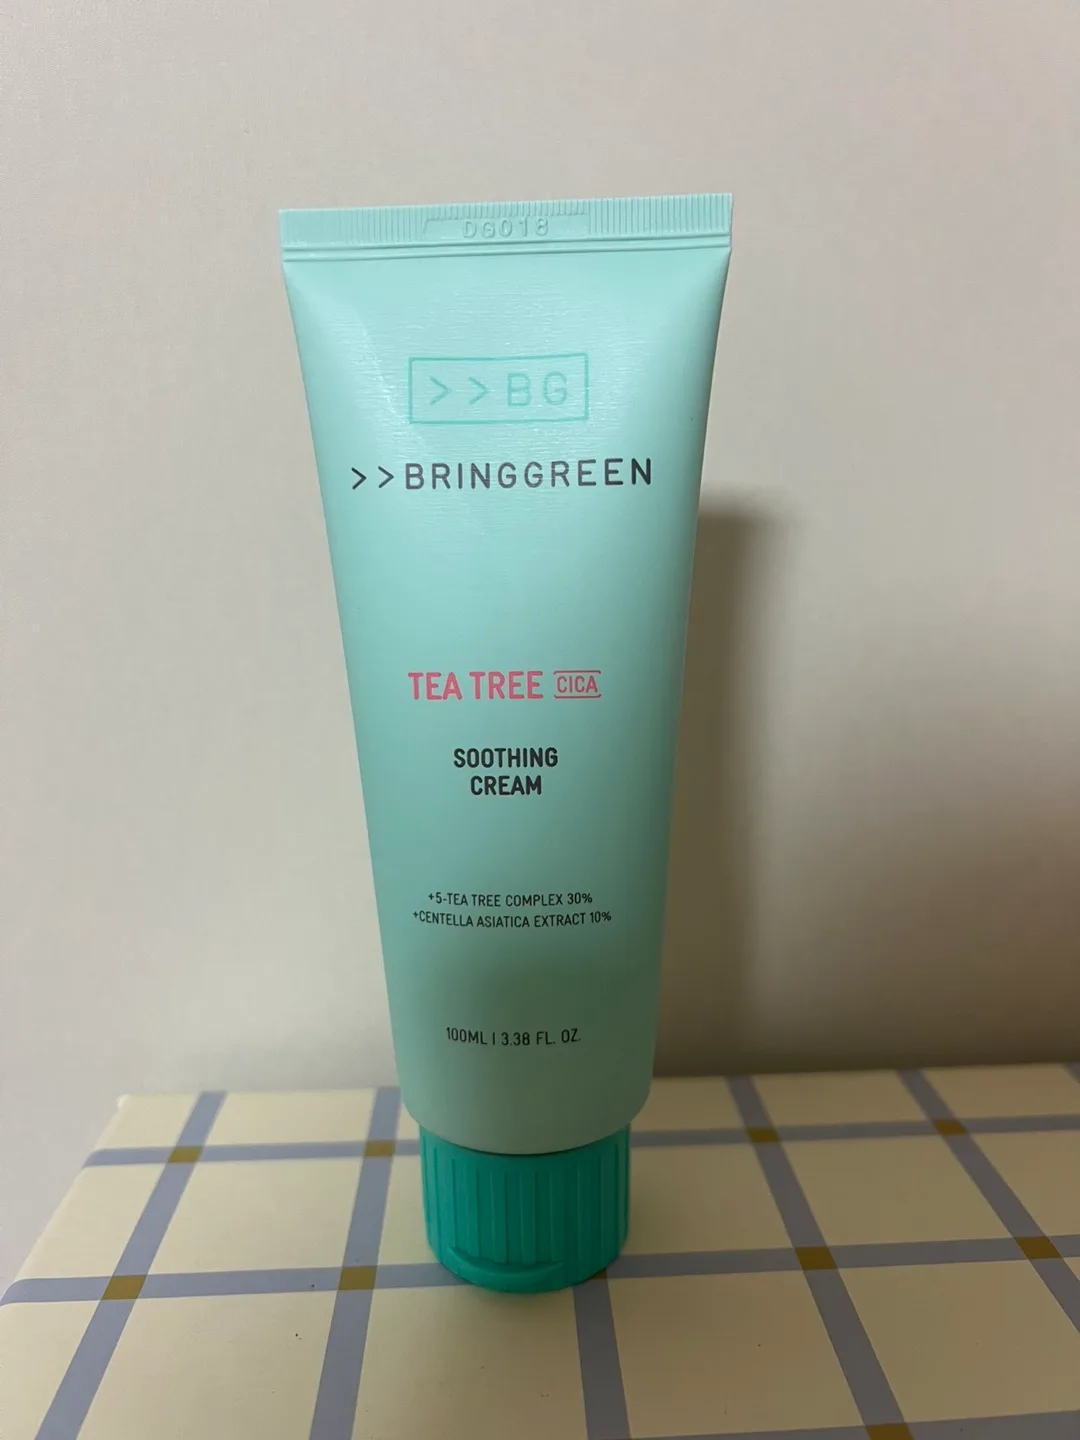 DG018
>>BG
>>BRINGGREEN
TEA TREE CICA
SOOTHING
CREAM
+5-TEA TREE COMPLEX 30%
+CENTELLA ASIATICA EXTRACT 10%
100ML | 3.38 FL. OZ.